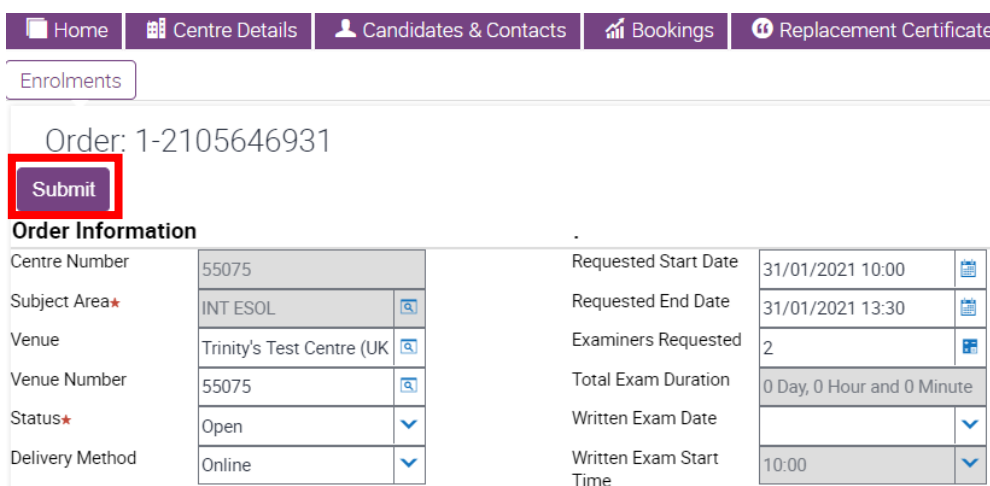 Home Centre Details Candidates & Contacts Bookings Replacement Certificate
Enrolments
Order: 1-2105646931
Submit
Order Information
Centre Number 55075 Requested Start Date 31/01/2021 10:00
Subject Area★ INT ESOL Requested End Date 31/01/2021 13:30
Venue Trinity's Test Centre (UK Examiners Requested 2
Venue Number 55075 Total Exam Duration 0 Day, 0 Hour and 0 Minute
Status★ Open Written Exam Date
Delivery Method Online Written Exam Start Time 10:00